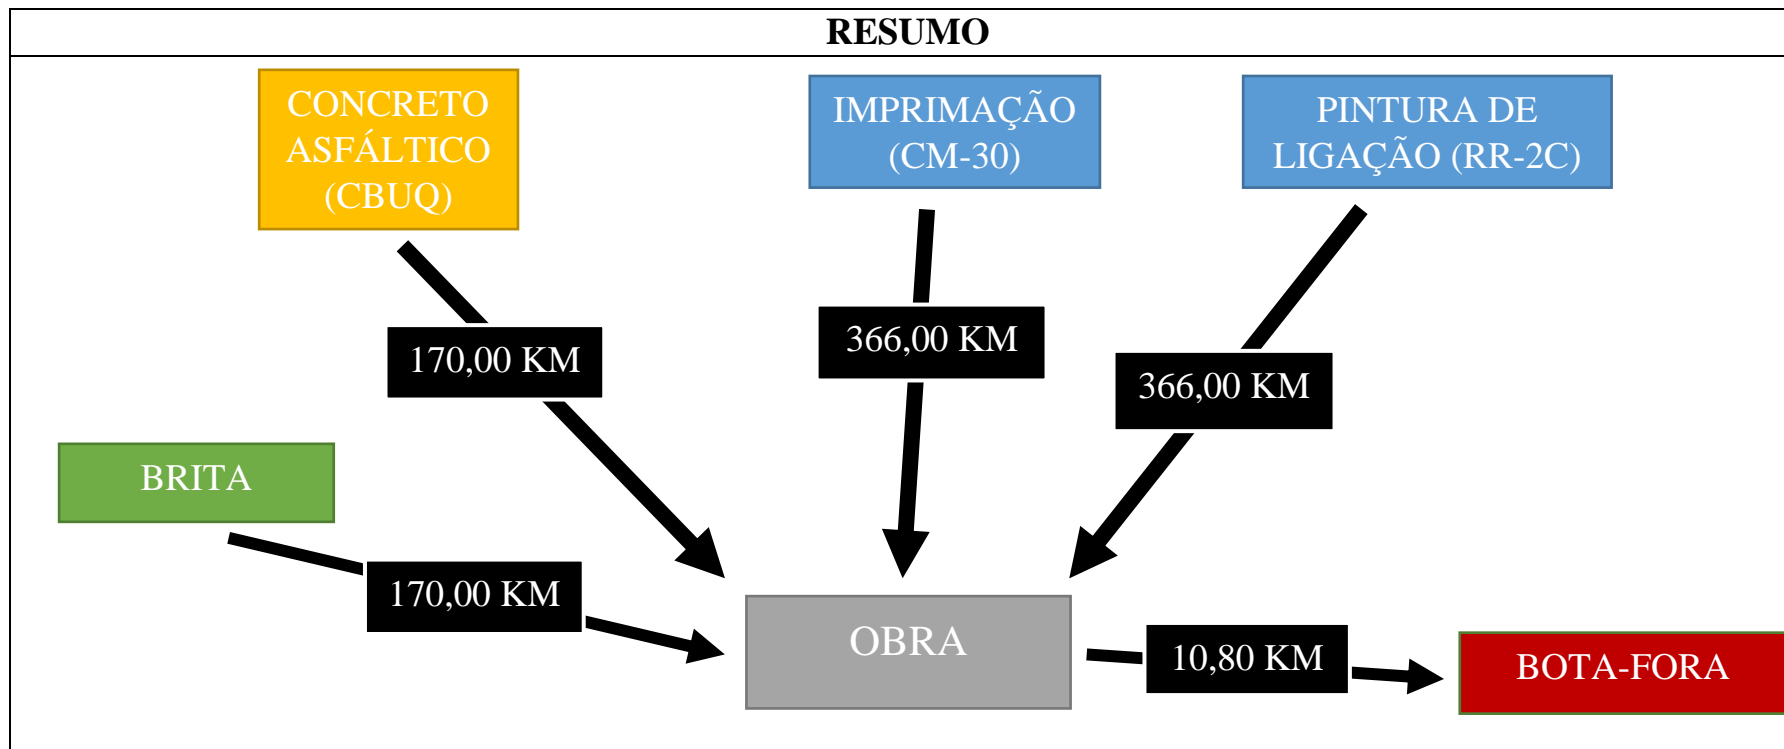 RESUMO
CONCRETO
ASFÁLTICO
(CBUQ)
IMPRIMAÇÃO
(CM-30)
PINTURA DE
LIGAÇÃO (RR-2C)
170,00 KM
366,00 KM
366,00 KM
BRITA
170,00 KM
OBRA
10,80 KM
BOTA-FORA